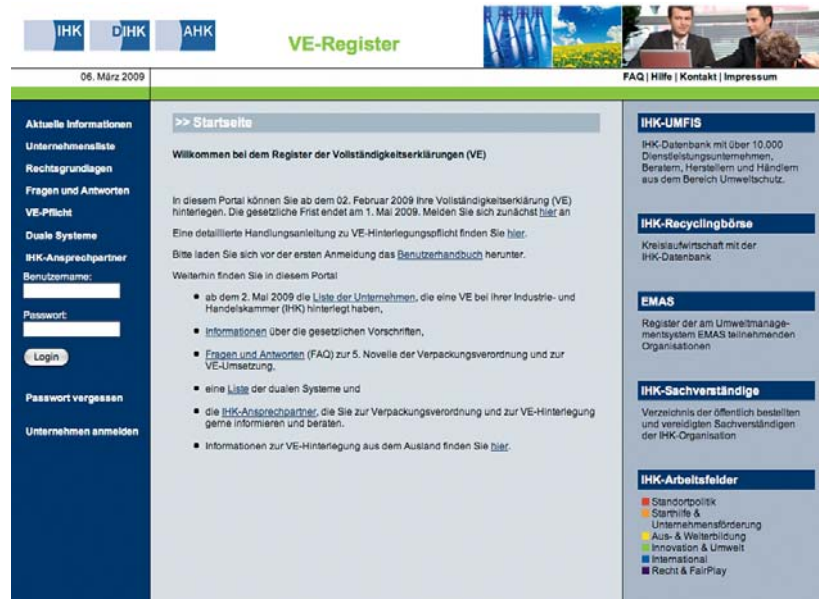 IHK DIHK AHK
VE-Register
06. März 2009
FAQ | Hilfe | Kontakt | Impressum
Aktuelle Informationen
Unternehmensliste
Rechtsgrundlagen
Fragen und Antworten
VE-Pflicht
Duale Systeme
IHK-Ansprechpartner
Benutzername:
Passwort:
Login
Passwort vergessen
Unternehmen anmelden
>> Startseite
Willkommen bei dem Register der Vollständigkeitserklärungen (VE)
In diesem Portal können Sie ab dem 02. Februar 2009 Ihre Vollständigkeitserklärung (VE)
hinterlegen. Die gesetzliche Frist endet am 1. Mai 2009. Melden Sie sich zunächst hier an
Eine detaillierte Handlungsanleitung zu VE-Hinterlegungspflicht finden Sie hier.
Bitte laden Sie sich vor der ersten Anmeldung das Benutzerhandbuch herunter.
Weiterhin finden Sie in diesem Portal
▪ ab dem 2. Mai 2009 die Liste der Unternehmen, die eine VE bei ihrer Industrie- und
Handelskammer (IHK) hinterlegt haben,
▪ Informationen über die gesetzlichen Vorschriften,
▪ Fragen und Antworten (FAQ) zur 5. Novelle der Verpackungsverordnung und zur
VE-Umsetzung,
▪ eine Liste der dualen Systeme und
▪ die IHK-Ansprechpartner, die Sie zur Verpackungsverordnung und zur VE-Hinterlegung
gerne informieren und beraten.
▪ Informationen zur VE-Hinterlegung aus dem Ausland finden Sie hier.
IHK-UMFIS
IHK-Datenbank mit über 10.000
Dienstleistungsunternehmen,
Beratern, Herstellern und Händlern
aus dem Bereich Umweltschutz.
IHK-Recyclingbörse
Kreislaufwirtschaft mit der
IHK-Datenbank
EMAS
Register der am Umweltmanage-
mentsystem EMAS teilnehmenden
Organisationen
IHK-Sachverständige
Verzeichnis der öffentlich bestellten
und vereidigten Sachverständigen
der IHK-Organisation
IHK-Arbeitsfelder
Standortpolitik
Starthilfe &
Unternehmensförderung
Aus- & Weiterbildung
Innovation & Umwelt
International
Recht & FairPlay